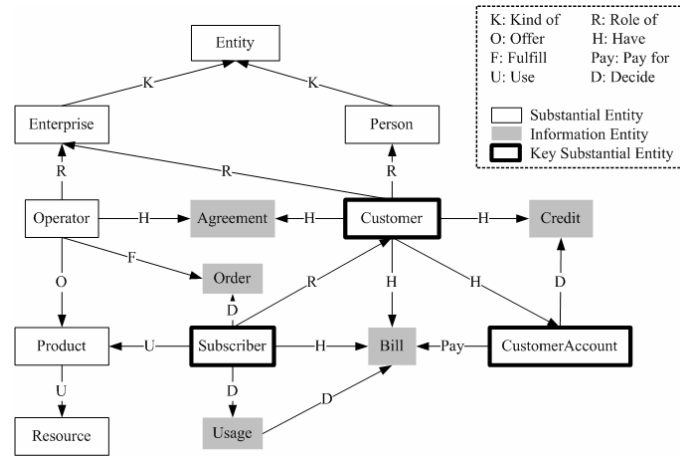 K: Kind of R: Role of
O: Offer H: Have
F: Fulfill Pay: Pay for
U: Use D: Decide
Substantial Entity
Information Entity
Key Substantial Entity
Entity
K K
Enterprise Person
R R R
Operator H Agreement H Customer H Credit
F
O Order R H H D
D
Product U Subscriber H Bill Pay CustomerAccount
U D D
Resource Usage